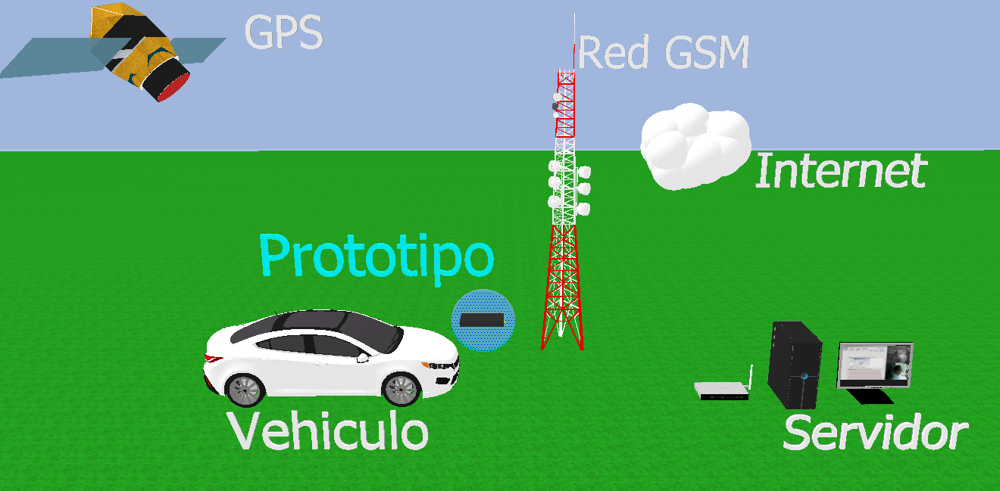 GPS
Red GSM
Internet
Prototipo
Vehiculo
Servidor